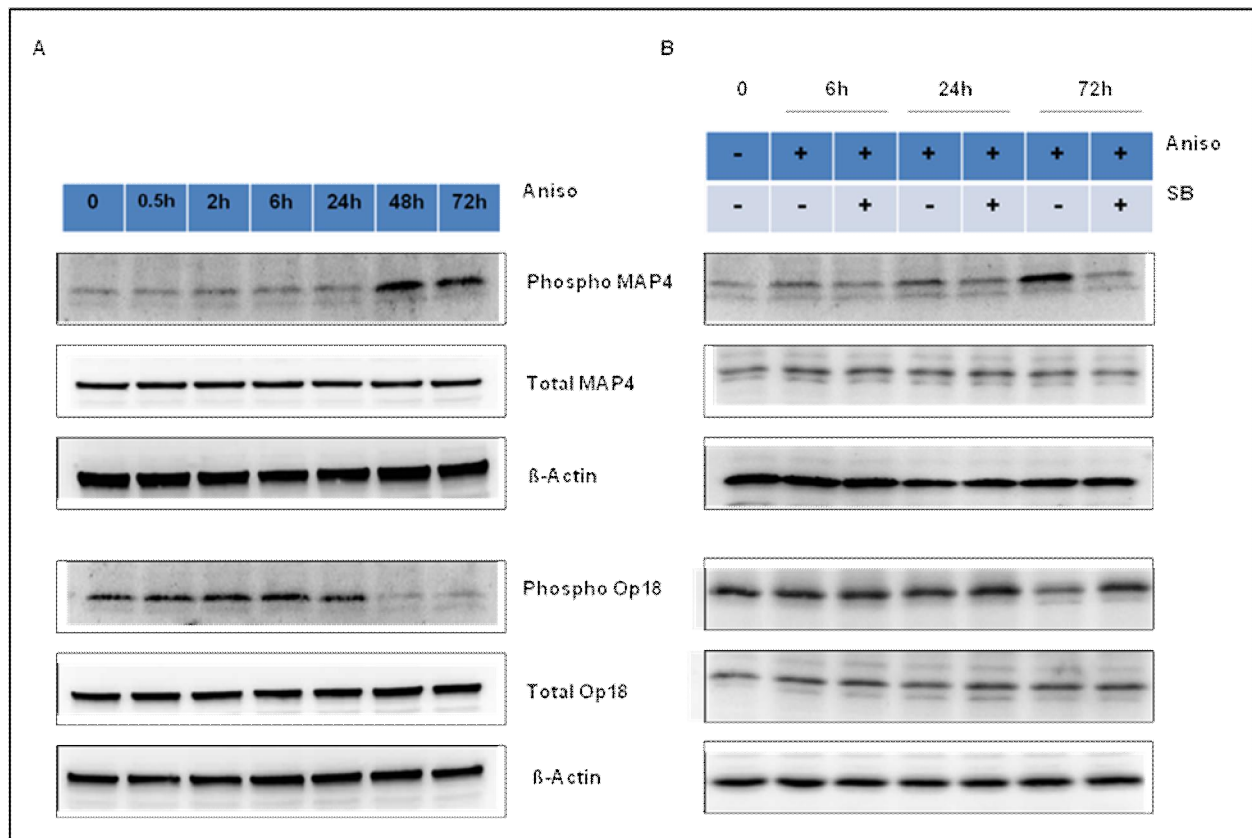 A
B
0 6h 24h 72h
- + + + + + + Aniso
- - + - + - + SB
0 0.5h 2h 6h 24h 48h 72h Aniso
Phospho MAP4
Total MAP4
ß-Actin
Phospho Op18
Total Op18
ß-Actin